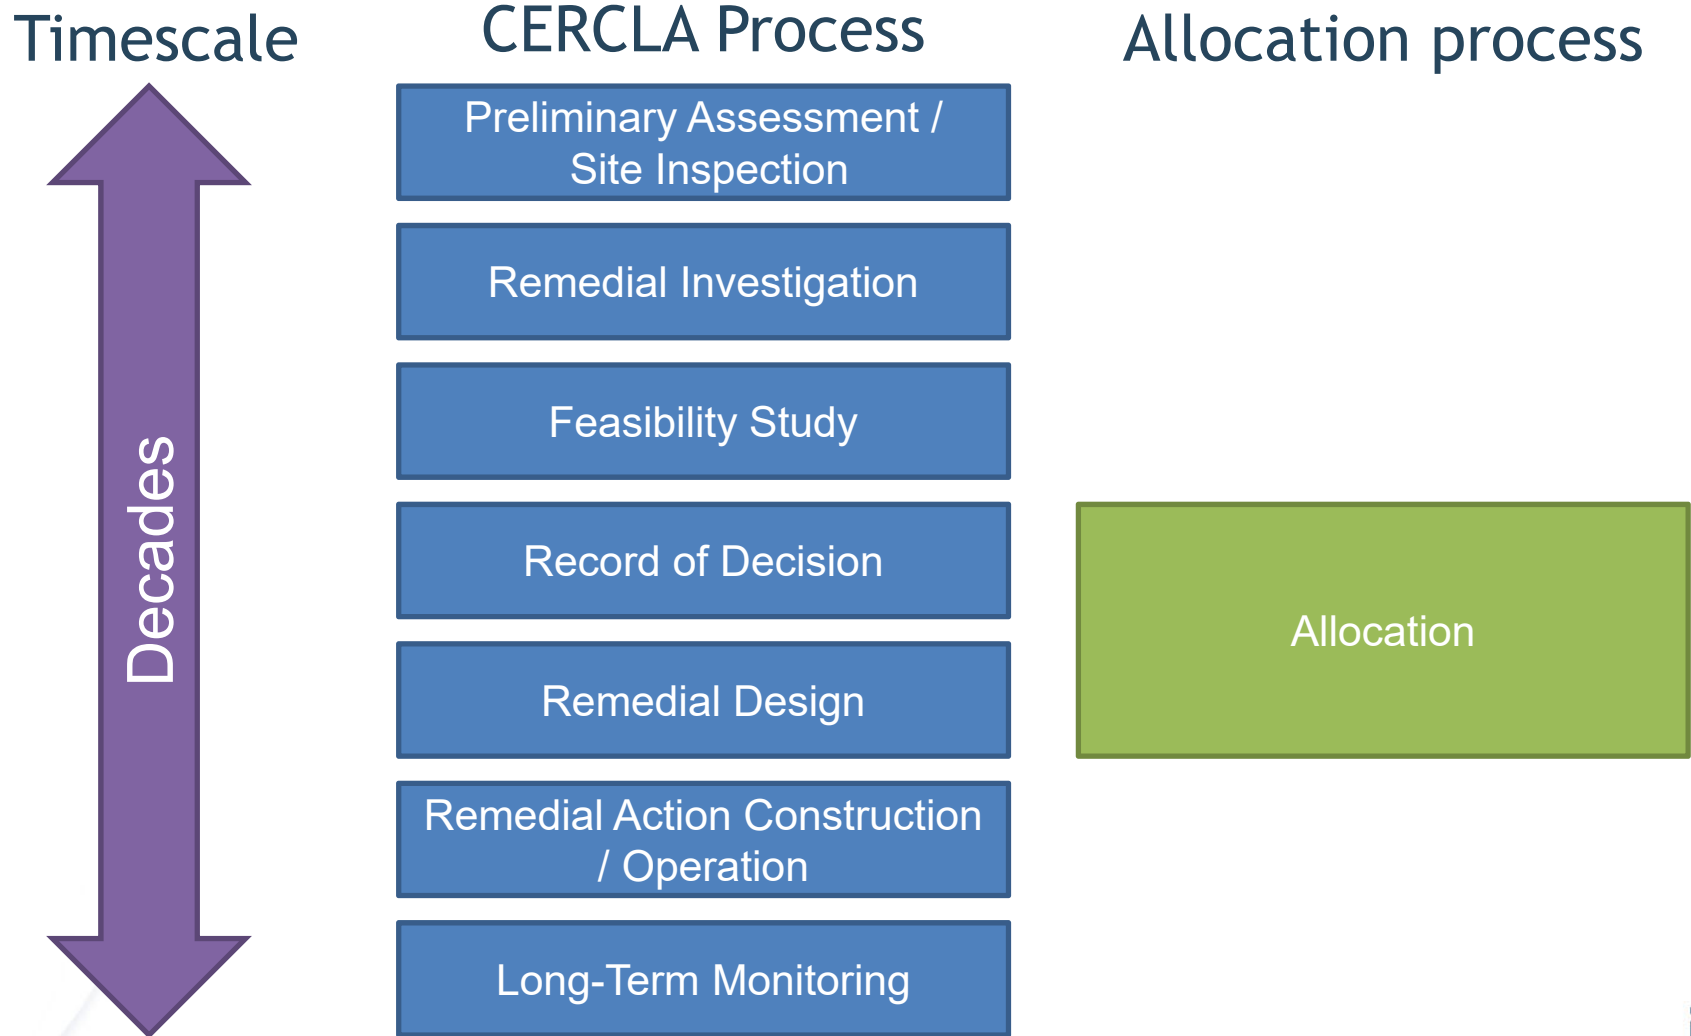 Timescale
CERCLA Process
Allocation process
Decades
Preliminary Assessment /
Site Inspection
Remedial Investigation
Feasibility Study
Record of Decision
Remedial Design
Remedial Action Construction
/ Operation
Long-Term Monitoring
Allocation